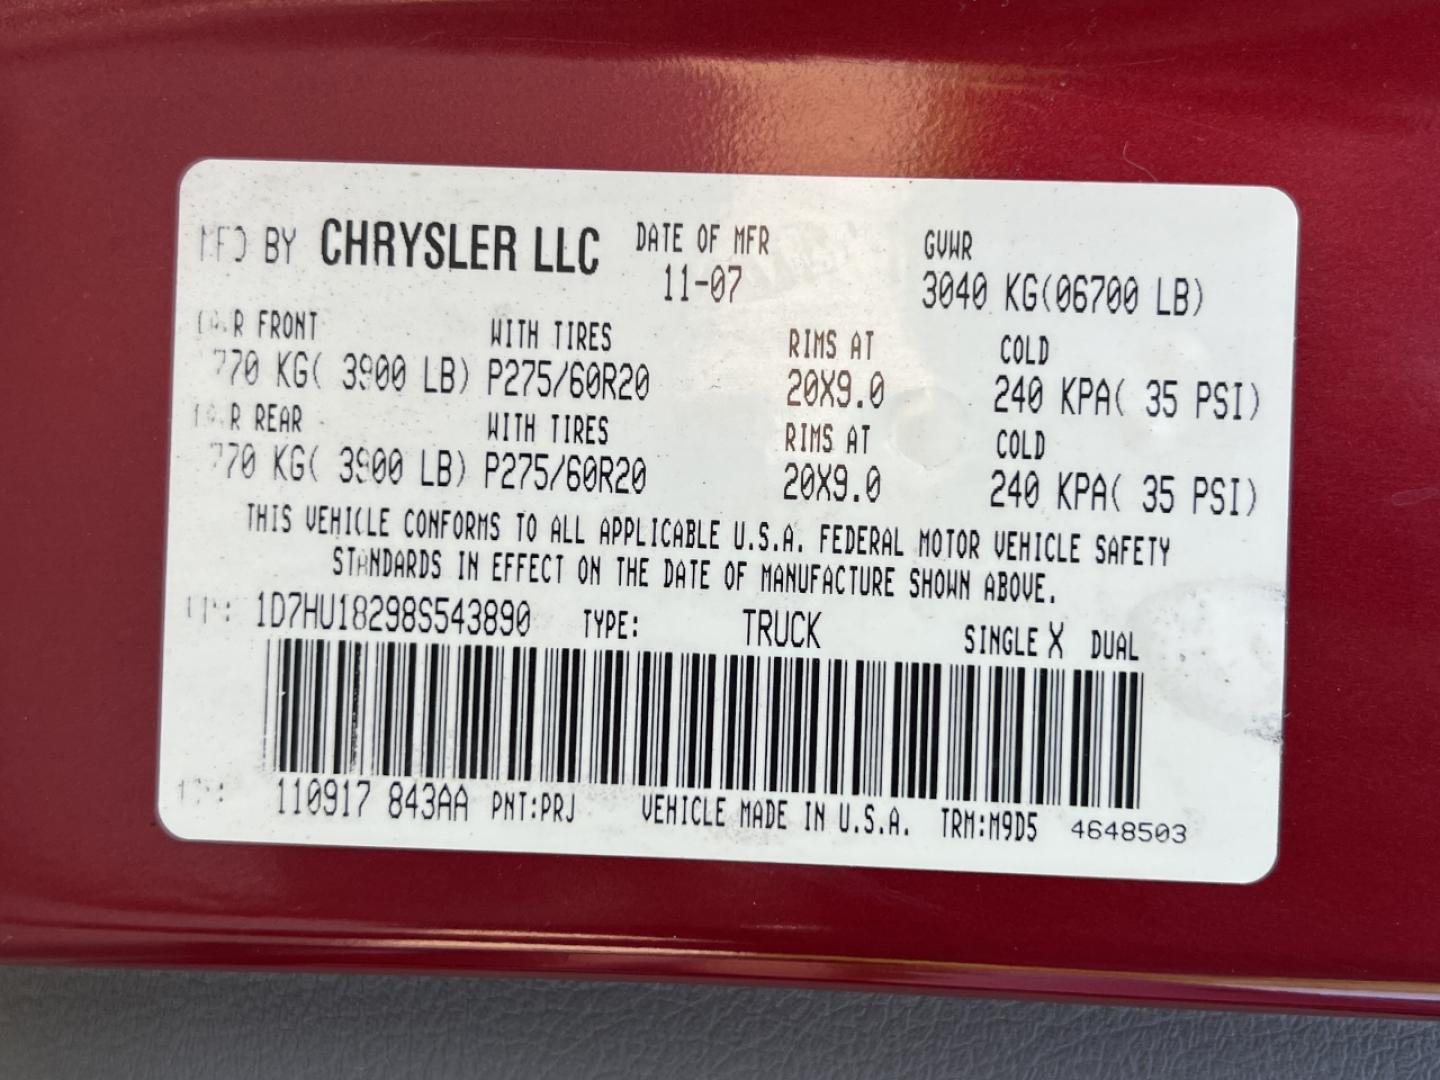 MFD BY CHRYSLER LLC DATE OF MFR GVWR
11-07 3040 KG(06700 LB)
FRONT WITH TIRES RIMS AT COLD
770 KG( 3900 LB) P275/60R20 20X9.0 240 KPA( 35 PSI)
REAR WITH TIRES RIMS AT COLD
770 KG( 3900 LB) P275/60R20 20X9.0 240 KPA( 35 PSI)
THIS VEHICLE CONFORMS TO ALL APPLICABLE U.S.A. FEDERAL MOTOR VEHICLE SAFETY
STANDARDS IN EFFECT ON THE DATE OF MANUFACTURE SHOWN ABOVE.
1D7HU18298S543890 TYPE: TRUCK SINGLE X DUAL
110917 843AA PNT:PRJ VEHICLE MADE IN U.S.A. TRM:M9D5 4648503